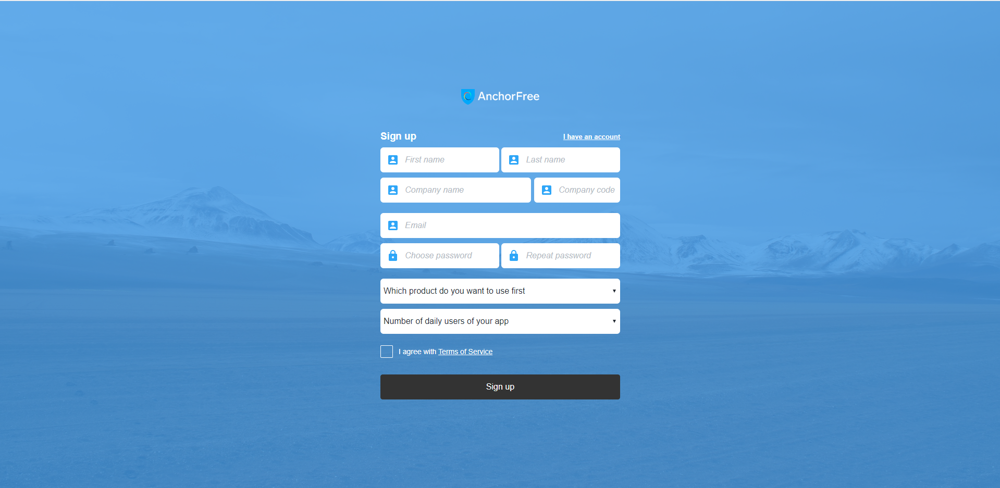 AnchorFree
Sign up
I have an account
First name
Last name
Company name
Company code
Email
Choose password
Repeat password
Which product do you want to use first
Number of daily users of your app
I agree with Terms of Service
Sign up